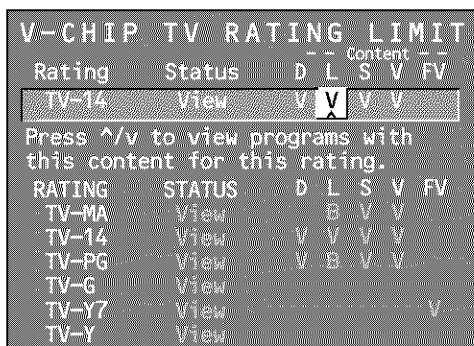 V-CHIP TV RATING LIMIT
- - Content - -
Rating Status D L S V FV
TV-14 View V V V V
Press ^/v to view programs with
this content for this rating.
RATING STATUS D L S V FV
TV-MA View B V V
TV-14 View V V V V
TV-PG View V B V V
TV-G View
TV-Y7 View V
TV-Y View